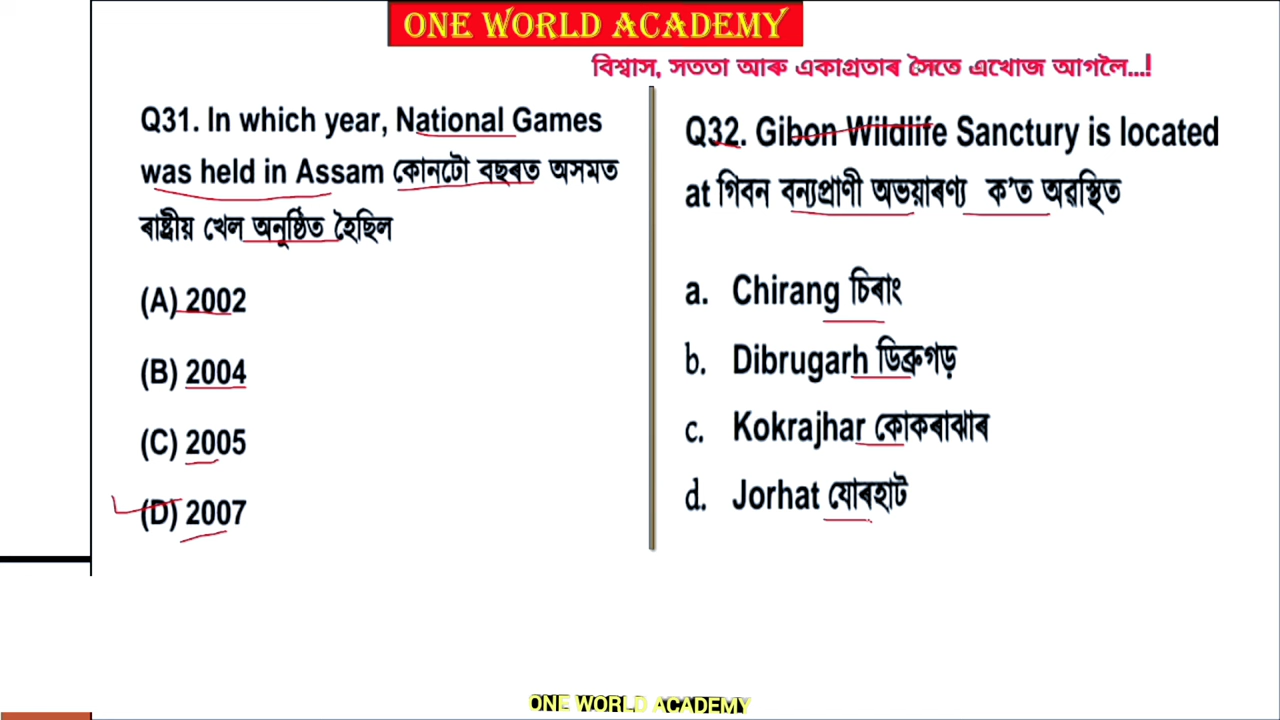 ONE WORLD ACADEMY
বিশ্বাস, সততা আৰু একাগ্ৰতাৰ সৈতে এখোজ আগলৈ...!
Q31. In which year, National Games
was held in Assam কোনটো বছৰত অসমত
ৰাষ্ট্ৰীয় খেল অনুষ্ঠিত হৈছিল
(A) 2002
(B) 2004
(C) 2005
(D) 2007
Q32. Gibon Wildlife Sanctury is located
at গিবন বন্যপ্ৰাণী অভয়াৰণ্য ক'ত অৱস্থিত
a. Chirang চিৰাং
b. Dibrugarh ডিব্ৰুগড়
c. Kokrajhar কোকৰাঝাৰ
d. Jorhat যোৰহাট
ONE WORLD ACADEMY